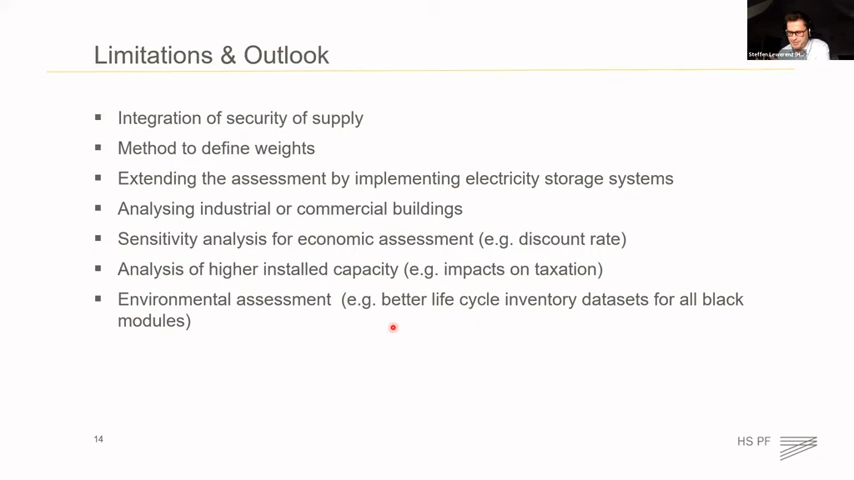 Limitations & Outlook
Steffen Lewerenz (H...
Integration of security of supply
Method to define weights
Extending the assessment by implementing electricity storage systems
Analysing industrial or commercial buildings
Sensitivity analysis for economic assessment (e.g. discount rate)
Analysis of higher installed capacity (e.g. impacts on taxation)
Environmental assessment (e.g. better life cycle inventory datasets for all black
modules)
14
HS PF